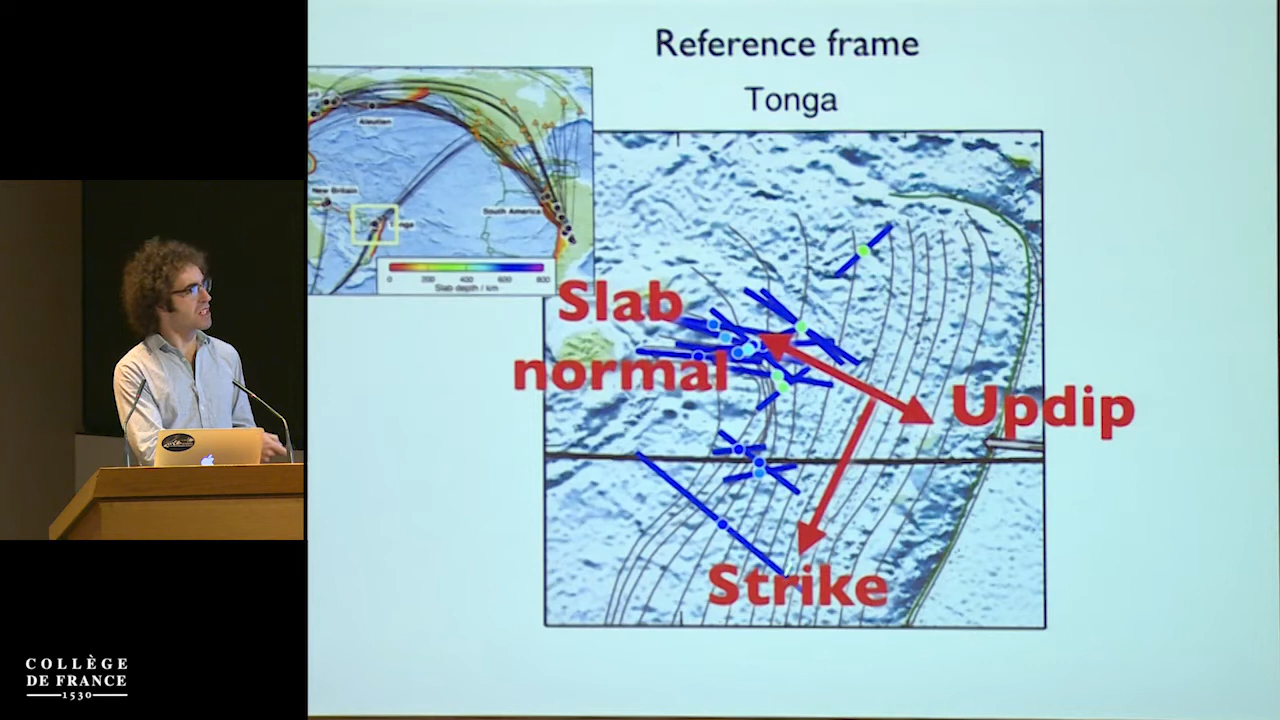 Reference frame
Tonga
Aleutian
New Britain
South America
0 200 400 600 800
Slab depth / km
Slab
normal
Updip
Strike
COLLÈGE
DE FRANCE
1530